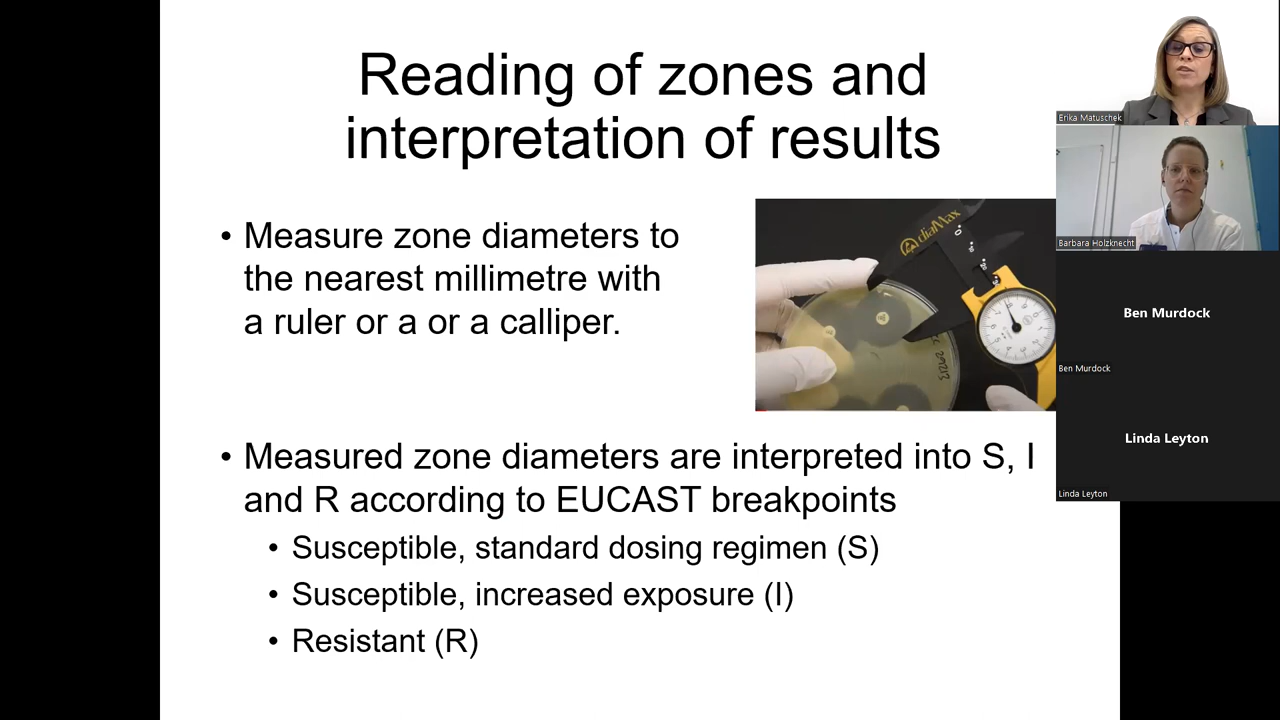 Reading of zones and
interpretation of results
• Measure zone diameters to
the nearest millimetre with
a ruler or a or a calliper.
dialMax
• Measured zone diameters are interpreted into S, I
and R according to EUCAST breakpoints
• Susceptible, standard dosing regimen (S)
• Susceptible, increased exposure (I)
• Resistant (R)
Erika Matuschek
Barbara Holzknecht
Ben Murdock
Ben Murdock
Linda Leyton
Linda Leyton